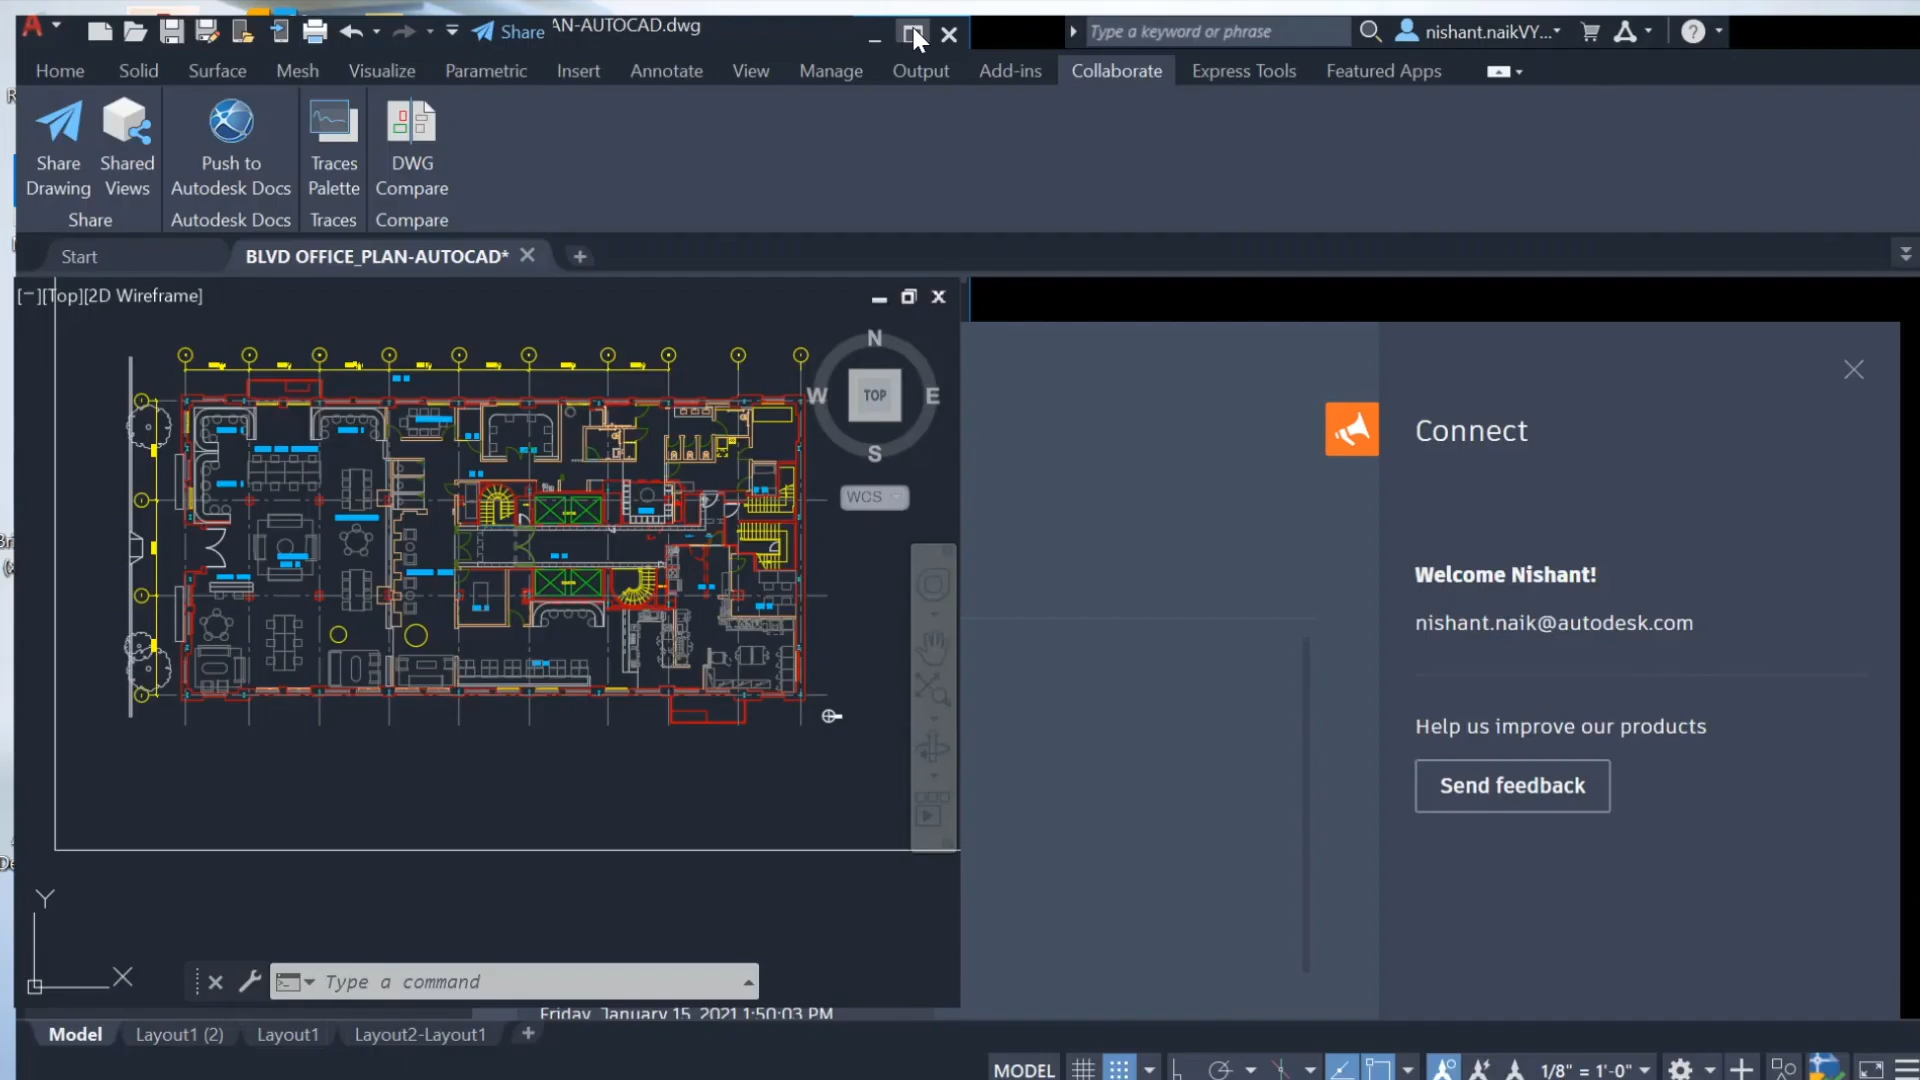 Share
AN-AUTOCAD.dwg
Type a keyword or phrase
nishant.naikVY...
Home
Solid
Surface
Mesh
Visualize
Parametric
Insert
Annotate
View
Manage
Output
Add-ins
Collaborate
Express Tools
Featured Apps
Share
Drawing
Shared
Views
Push to
Autodesk Docs
Traces
Palette
DWG
Compare
Share
Autodesk Docs
Traces
Compare
Start
BLVD OFFICE_PLAN-AUTOCAD*
[−][Top][2D Wireframe]
N
W
TOP
E
S
WCS
Connect
Welcome Nishant!
nishant.naik@autodesk.com
Help us improve our products
Send feedback
Y
X
Type a command
Friday, January 15, 2021 1:50:03 PM
Model
Layout1 (2)
Layout1
Layout2-Layout1
MODEL
1/8" = 1'-0"